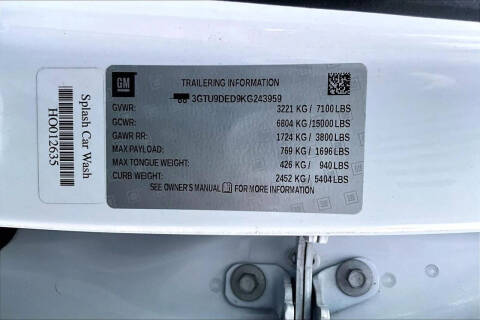 GM
TRAILERING INFORMATION
3GTU9DED9KG243959
GVWR: 3221 KG / 7100 LBS
GCWR: 6804 KG / 15000 LBS
GAWR RR: 1724 KG / 3800 LBS
MAX PAYLOAD: 769 KG / 1696 LBS
MAX TONGUE WEIGHT: 426 KG / 940 LBS
CURB WEIGHT: 2452 KG / 5404 LBS
SEE OWNER'S MANUAL FOR MORE INFORMATION
Splash Car Wash
HO012635